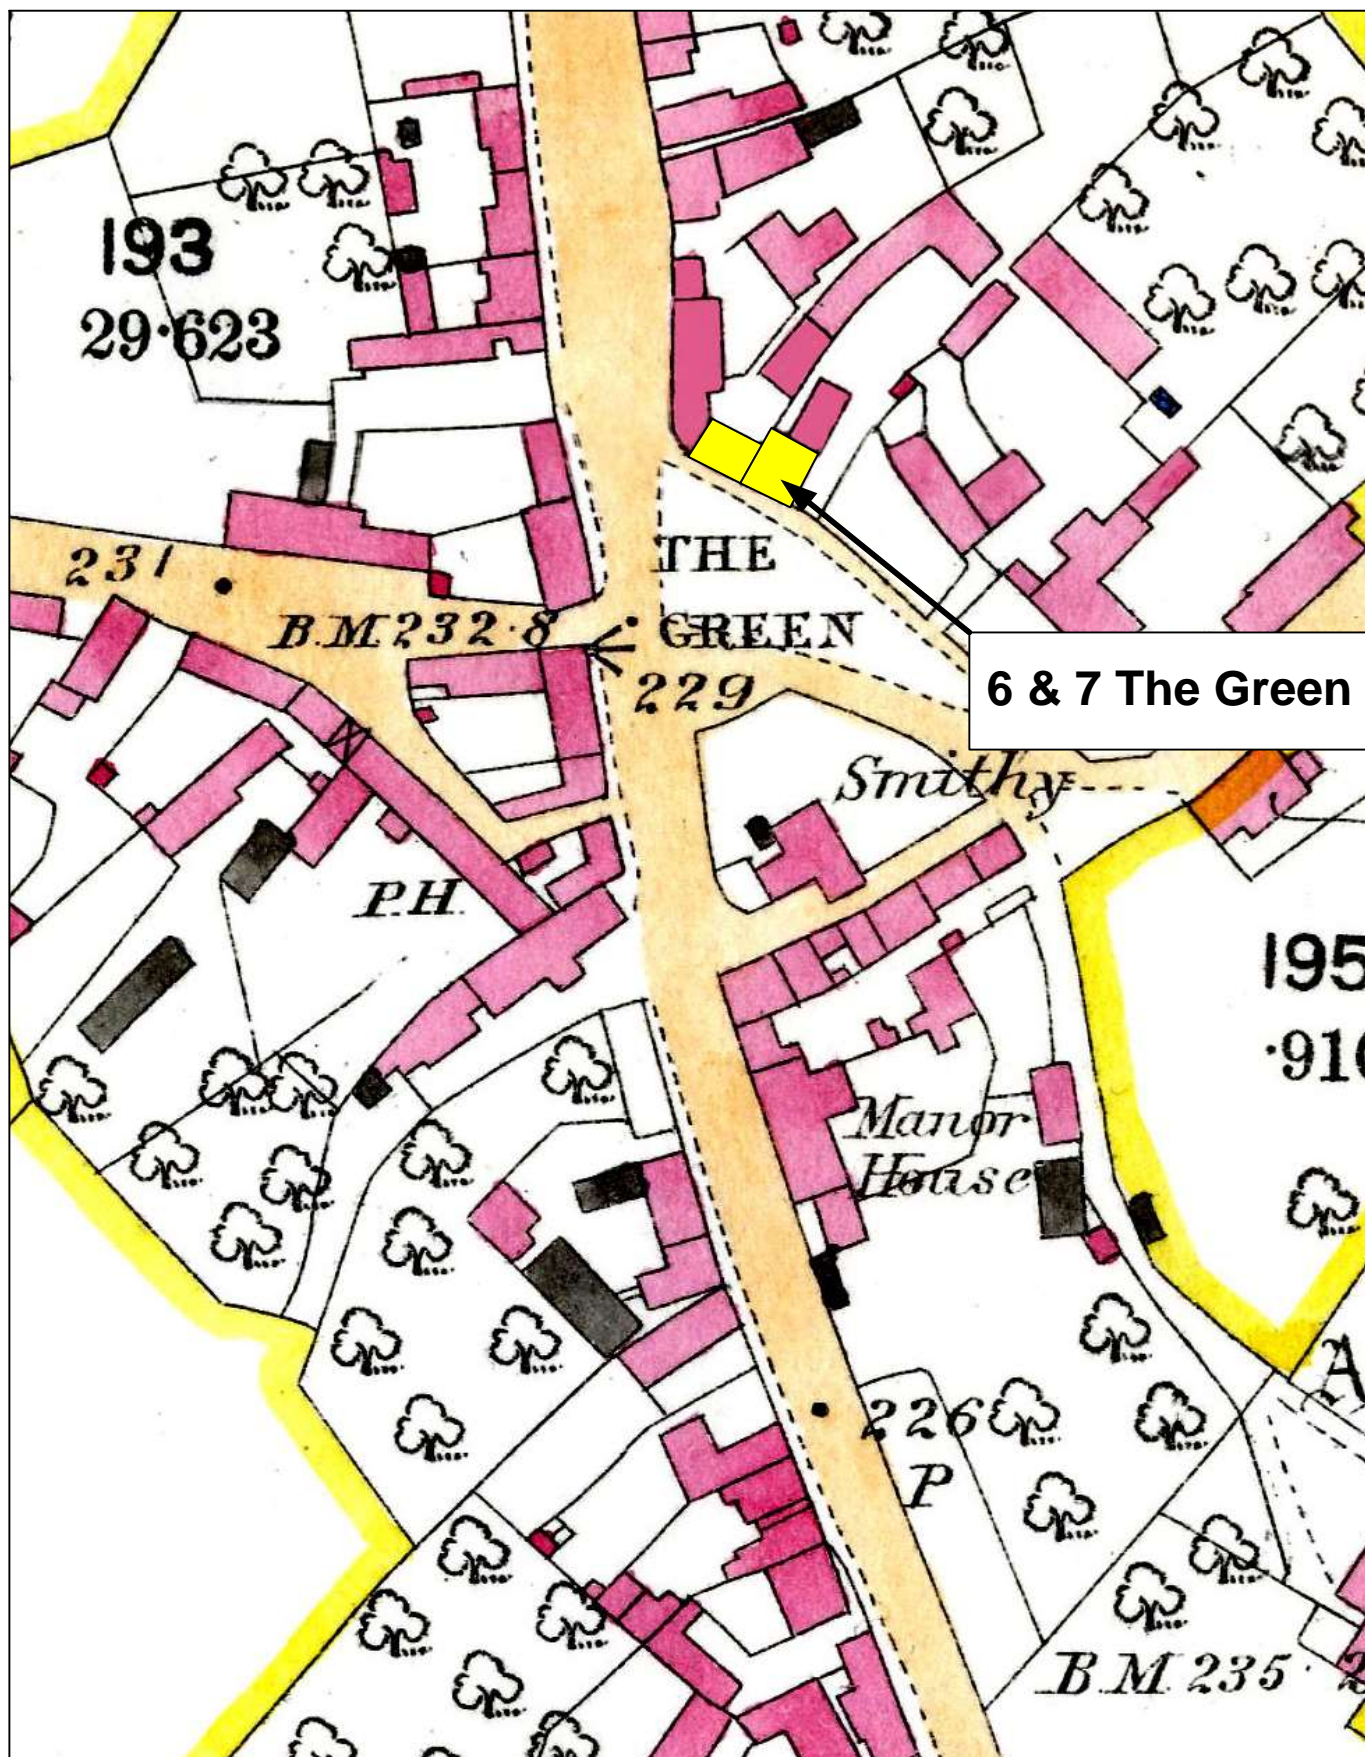 193
29·623
231
B.M.232·8
THE
GREEN
229
6 & 7 The Green
Smithy
P.H.
195
·91
Manor
House
226
P
A
B.M.235·